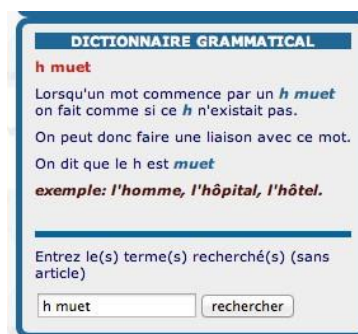 DICTIONNAIRE GRAMMATICAL
h muet
Lorsqu'un mot commence par un h muet
on fait comme si ce h n'existait pas.
On peut donc faire une liaison avec ce mot.
On dit que le h est muet
exemple: l'homme, l'hôpital, l'hôtel.
Entrez le(s) terme(s) recherché(s) (sans
article)
h muet rechercher